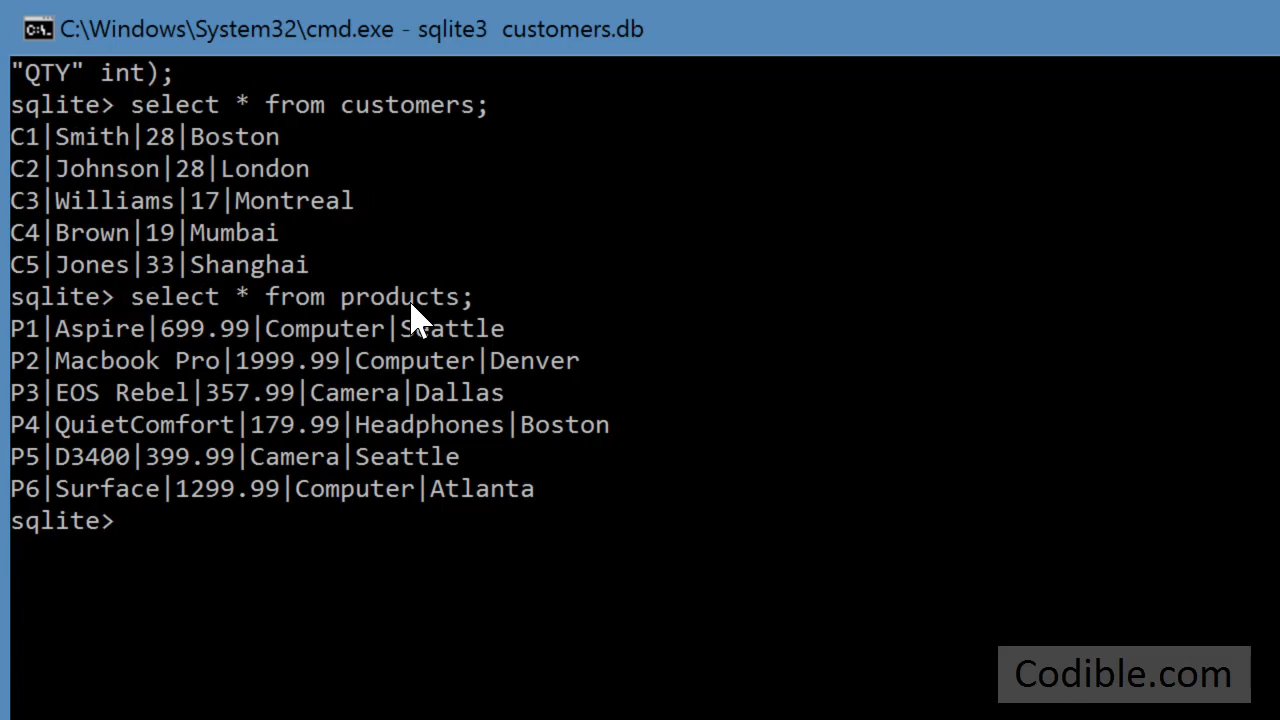 C:\Windows\System32\cmd.exe - sqlite3  customers.db
"QTY" int);
sqlite> select * from customers;
C1|Smith|28|Boston
C2|Johnson|28|London
C3|Williams|17|Montreal
C4|Brown|19|Mumbai
C5|Jones|33|Shanghai
sqlite> select * from products;
P1|Aspire|699.99|Computer|Seattle
P2|Macbook Pro|1999.99|Computer|Denver
P3|EOS Rebel|357.99|Camera|Dallas
P4|QuietComfort|179.99|Headphones|Boston
P5|D3400|399.99|Camera|Seattle
P6|Surface|1299.99|Computer|Atlanta
sqlite>
Codible.com